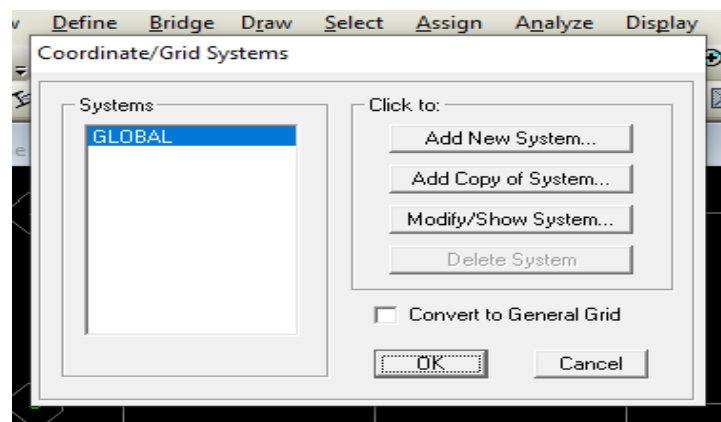 Define Bridge Draw Select Assign Analyze Display
Coordinate/Grid Systems
Systems
GLOBAL
Click to:
Add New System...
Add Copy of System...
Modify/Show System...
Delete System
Convert to General Grid
OK
Cancel